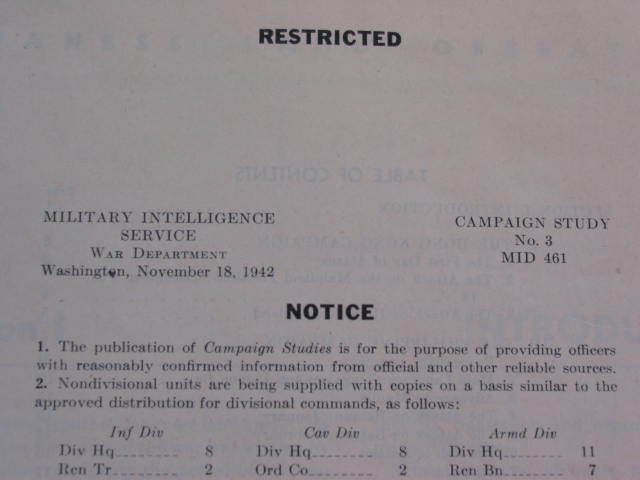 RESTRICTED
MILITARY INTELLIGENCE
SERVICE
WAR DEPARTMENT
Washington, November 18, 1942
CAMPAIGN STUDY
No. 3
MID 461
NOTICE
1. The publication of Campaign Studies is for the purpose of providing officers
with reasonably confirmed information from official and other reliable sources.
2. Nondivisional units are being supplied with copies on a basis similar to the
approved distribution for divisional commands, as follows:
Inf Div Cav Div Armd Div
Div Hq -------- 8 Div Hq -------- 8 Div Hq -------- 11
Rcn Tr -------- 2 Ord Co -------- 2 Rcn Bn -------- 7